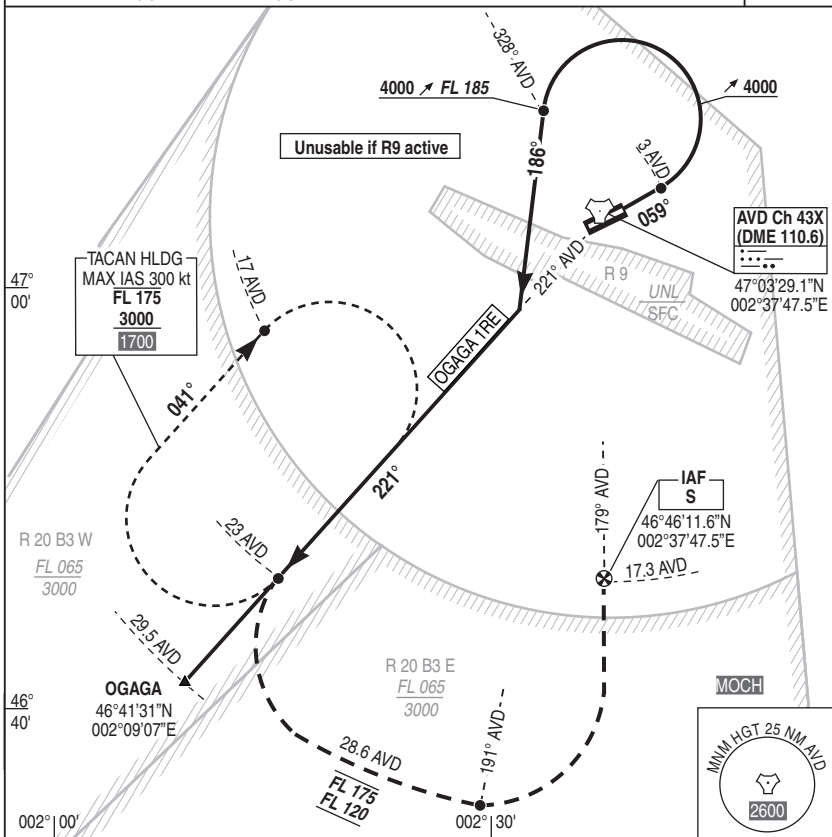 328° AVD
4000 ↗ FL 185
↗ 4000
Unusable if R9 active
186°
3 AVD
059°
AVD Ch 43X
(DME 110.6)
47°03'29.1"N
002°37'47.5"E
221° AVD
R 9
UNL
SFC
47°
00'
TACAN HLDG
MAX IAS 300 kt
FL 175
3000
1700
17 AVD
OGAGA 1RE
041°
221°
179° AVD
IAF
S
46°46'11.6"N
002°37'47.5"E
17.3 AVD
R 20 B3 W
FL 065
3000
23 AVD
29.5 AVD
OGAGA
46°41'31"N
002°09'07"E
R 20 B3 E
FL 065
3000
MOCH
46°
40'
28.6 AVD
191° AVD
FL 175
FL 120
MNM HGT 25 NM AVD
2600
002° 00'
002° 30'